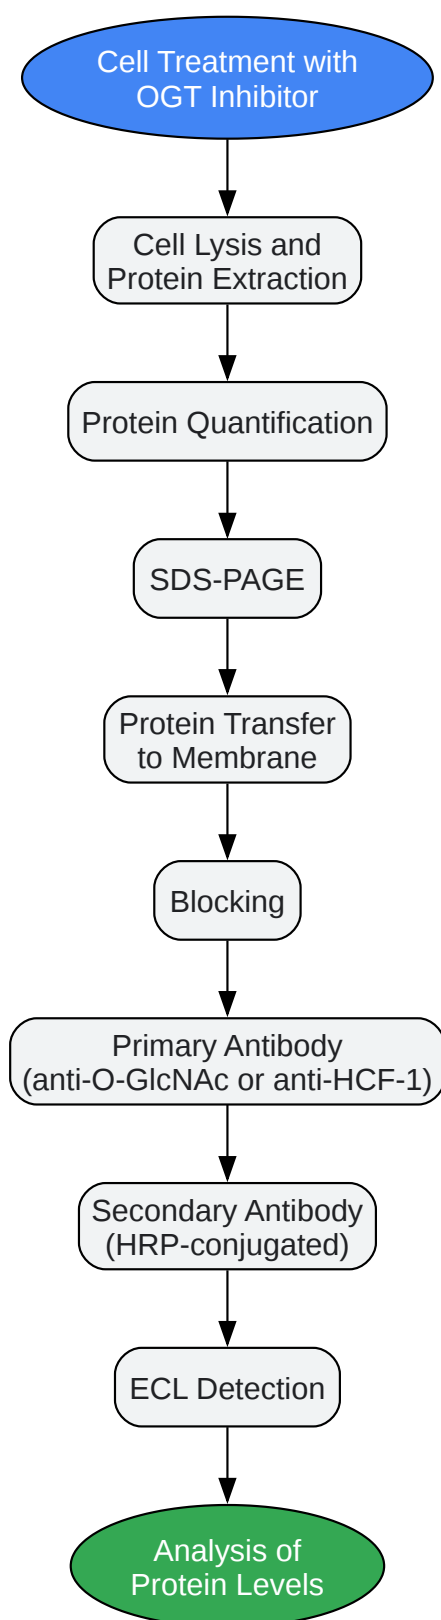 Cell Treatment with
OGT Inhibitor
Cell Lysis and
Protein Extraction
Protein Quantification
SDS-PAGE
Protein Transfer
to Membrane
Blocking
Primary Antibody
(anti-O-GlcNAc or anti-HCF-1)
Secondary Antibody
(HRP-conjugated)
ECL Detection
Analysis of
Protein Levels